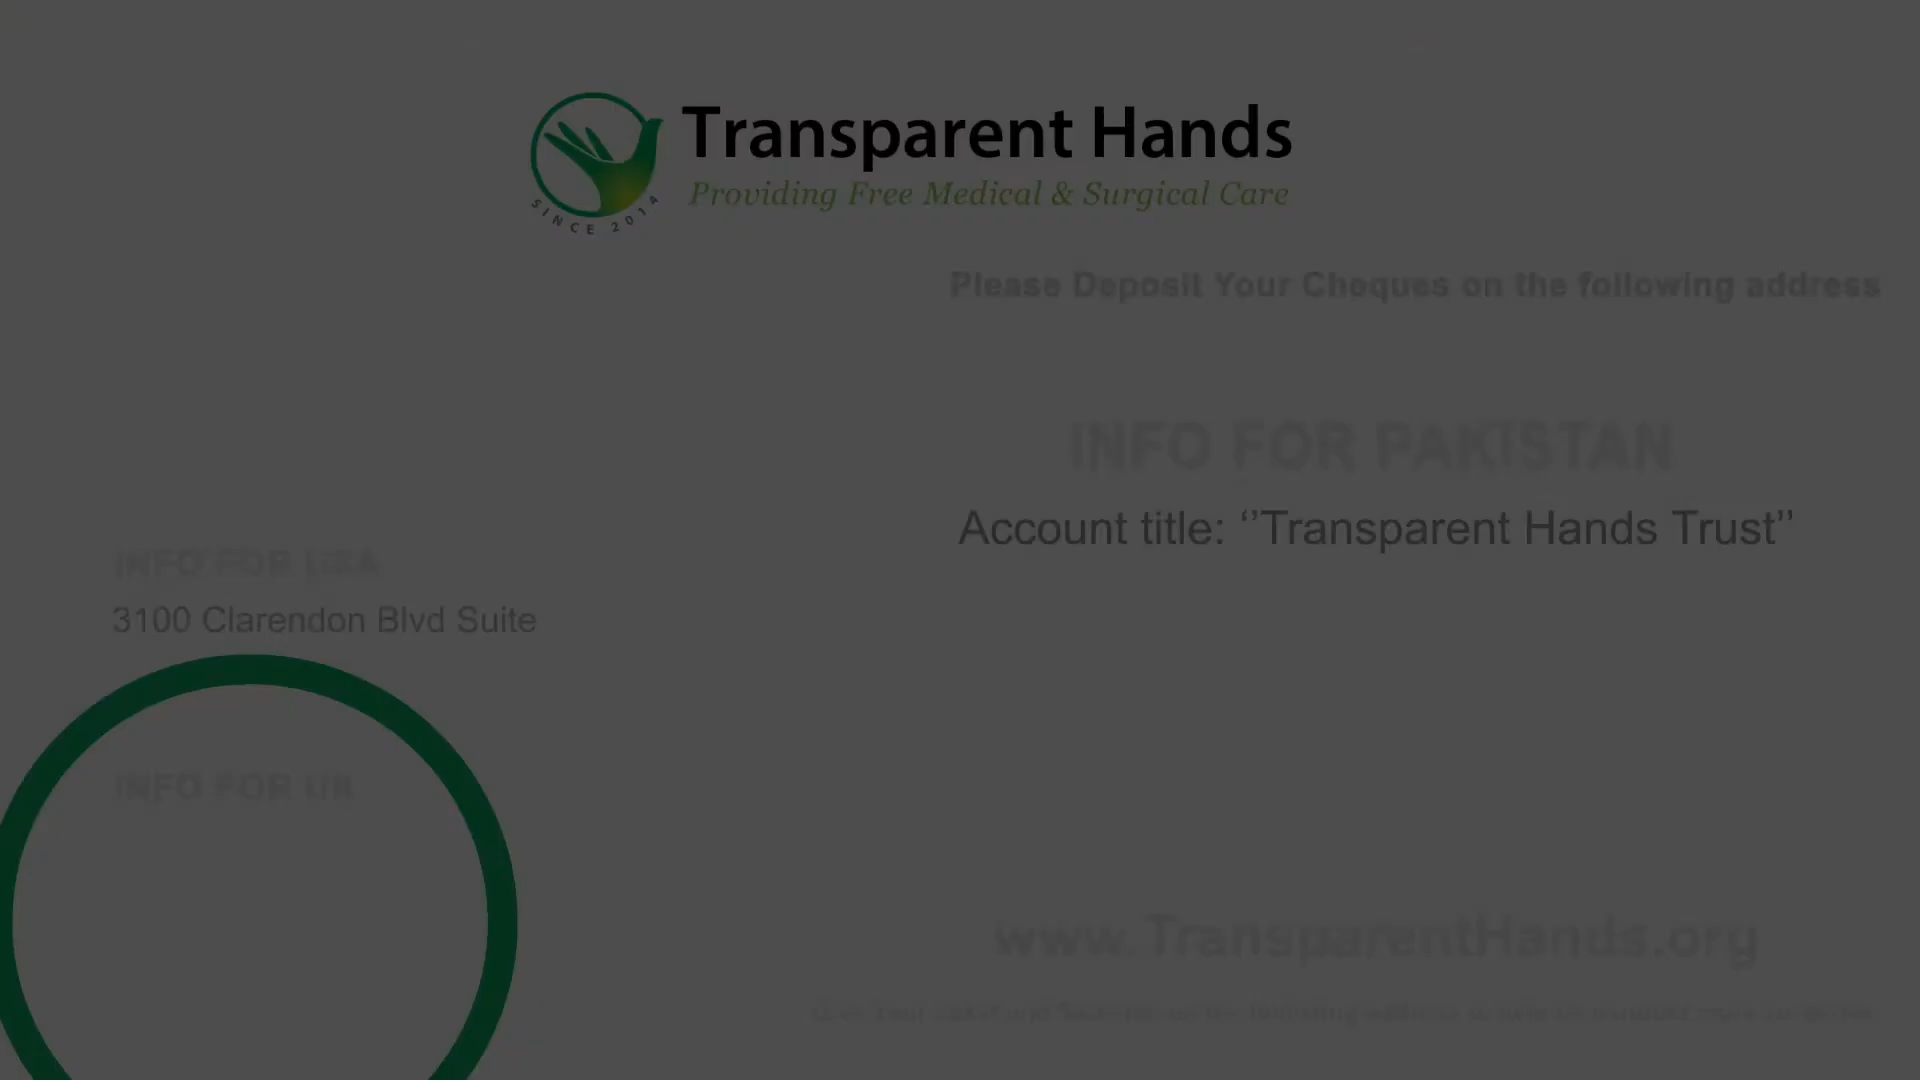 Transparent Hands
Providing Free Medical & Surgical Care
SINCE 2014
Please Deposit Your Cheques on the following address
INFO FOR PAKISTAN
Account title: ‘’Transparent Hands Trust’’
INFO FOR USA
3100 Clarendon Blvd Suite
INFO FOR UK
www.TransparentHands.org